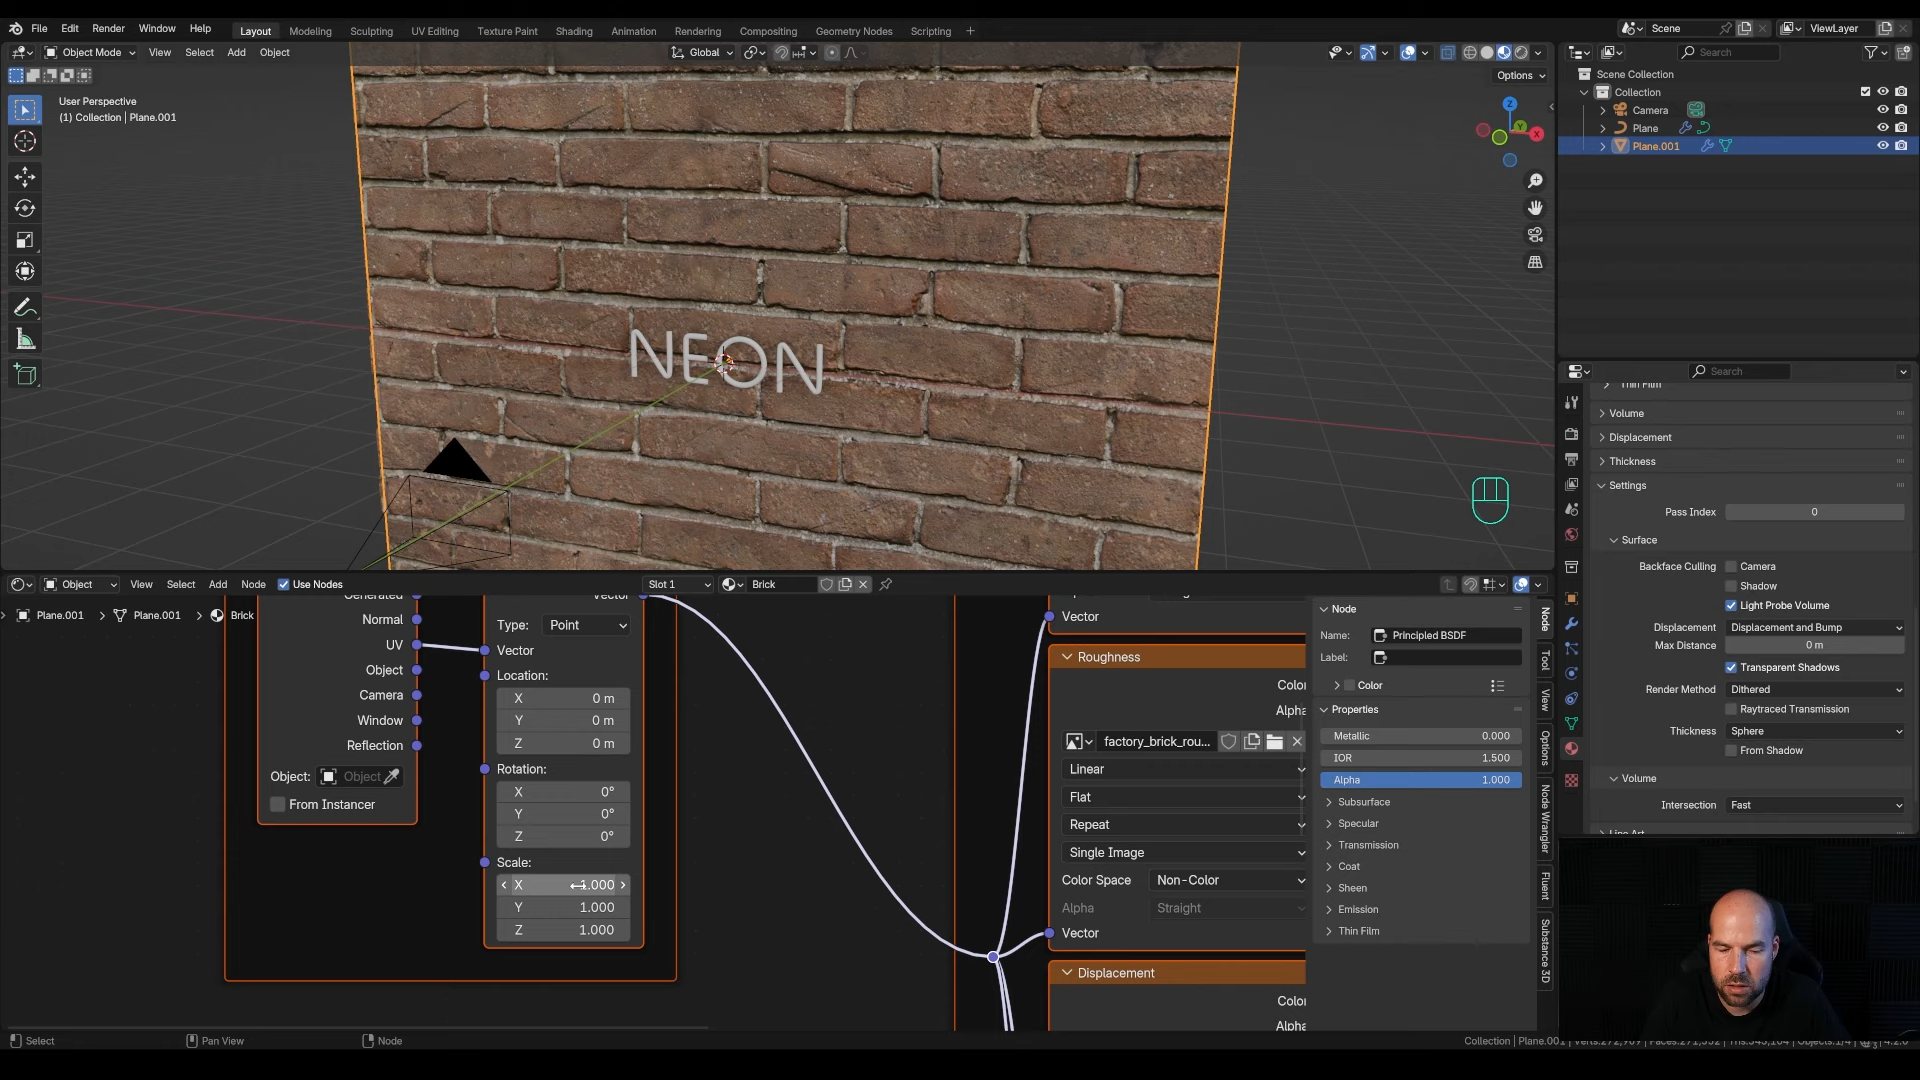 File Edit Render Window Help Layout Modeling Sculpting UV Editing Texture Paint Shading Animation Rendering Compositing Geometry Nodes Scripting + Scene ViewLayer
Object Mode View Select Add Object Global Search
Options
User Perspective
(1) Collection | Plane.001
Scene Collection
Collection
Camera
Plane
Plane.001
Z
Y
X
NEON
Search
Thin Film
Volume
Displacement
Thickness
Settings
Pass Index 0
Surface
Backface Culling Camera
Shadow
Light Probe Volume
Displacement Displacement and Bump
Max Distance 0 m
Transparent Shadows
Render Method Dithered
Raytraced Transmission
Thickness Sphere
From Shadow
Volume
Intersection Fast
Line Art
Object View Select Add Node Use Nodes Slot 1 Brick
Plane.001 Plane.001 Brick
Generated
Normal
UV
Object
Camera
Window
Reflection
Object: Object
From Instancer
Vector
Type: Point
Vector
Location:
X 0 m
Y 0 m
Z 0 m
Rotation:
X 0°
Y 0°
Z 0°
Scale:
X 1.000
Y 1.000
Z 1.000
Vector
Roughness
Color
Alpha
factory_brick_rou...
Linear
Flat
Repeat
Single Image
Color Space Non-Color
Alpha Straight
Vector
Displacement
Color
Alpha
Node
Name: Principled BSDF
Label:
Color
Properties
Metallic 0.000
IOR 1.500
Alpha 1.000
Subsurface
Specular
Transmission
Coat
Sheen
Emission
Thin Film
Node
Tool
View
Options
Node Wrangler
Fluent
Substance 3D
Select Pan View Node
Collection | Plane.001